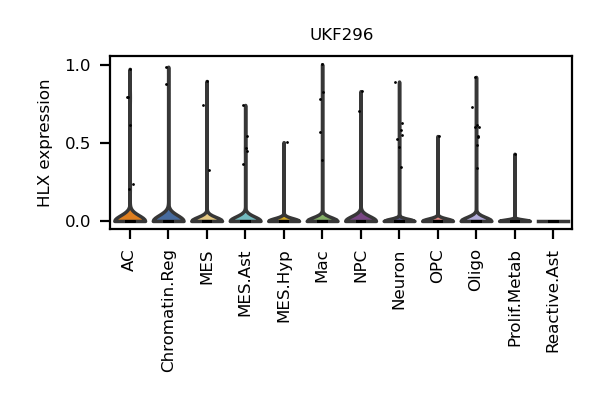 UKF296
HLX expression
1.0
0.5
0.0
AC
Chromatin.Reg
MES
MES.Ast
MES.Hyp
Mac
NPC
Neuron
OPC
Oligo
Prolif.Metab
Reactive.Ast